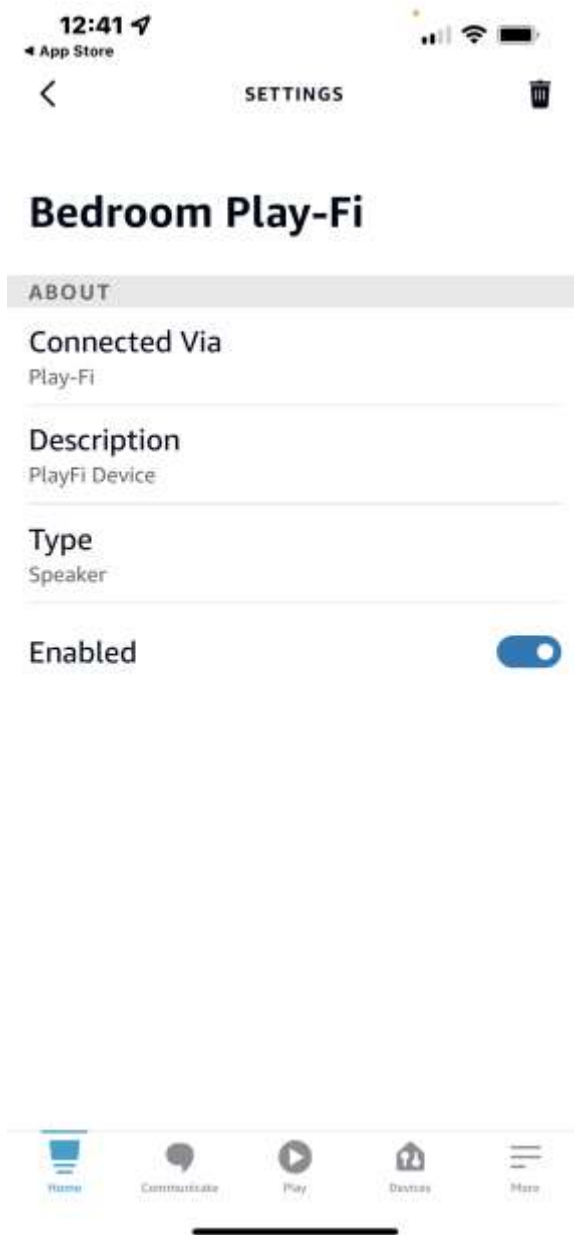 12:41
◀ App Store
SETTINGS
Bedroom Play-Fi
ABOUT
Connected Via
Play-Fi
Description
PlayFi Device
Type
Speaker
Enabled
Home
Communicate
Play
Devices
More